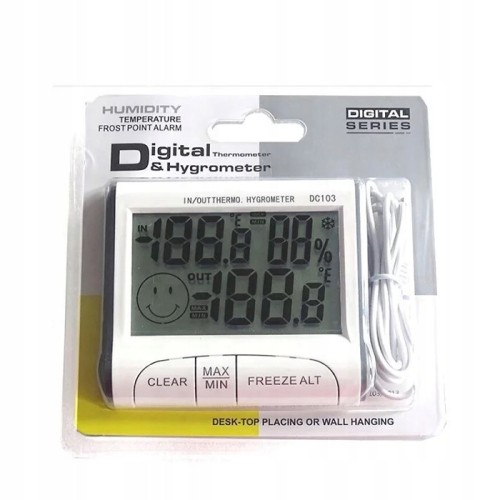 HUMIDITY
TEMPERATURE
FROST POINT ALARM
DIGITAL
SERIES
Digital Thermometer
& Hygrometer
IN/OUTTHERMO. HYGROMETER DC103
IN -188.8 88%
OUT
-188.8
MAX
MIN
CLEAR
MAX
MIN
FREEZE ALT
DESK-TOP PLACING OR WALL HANGING